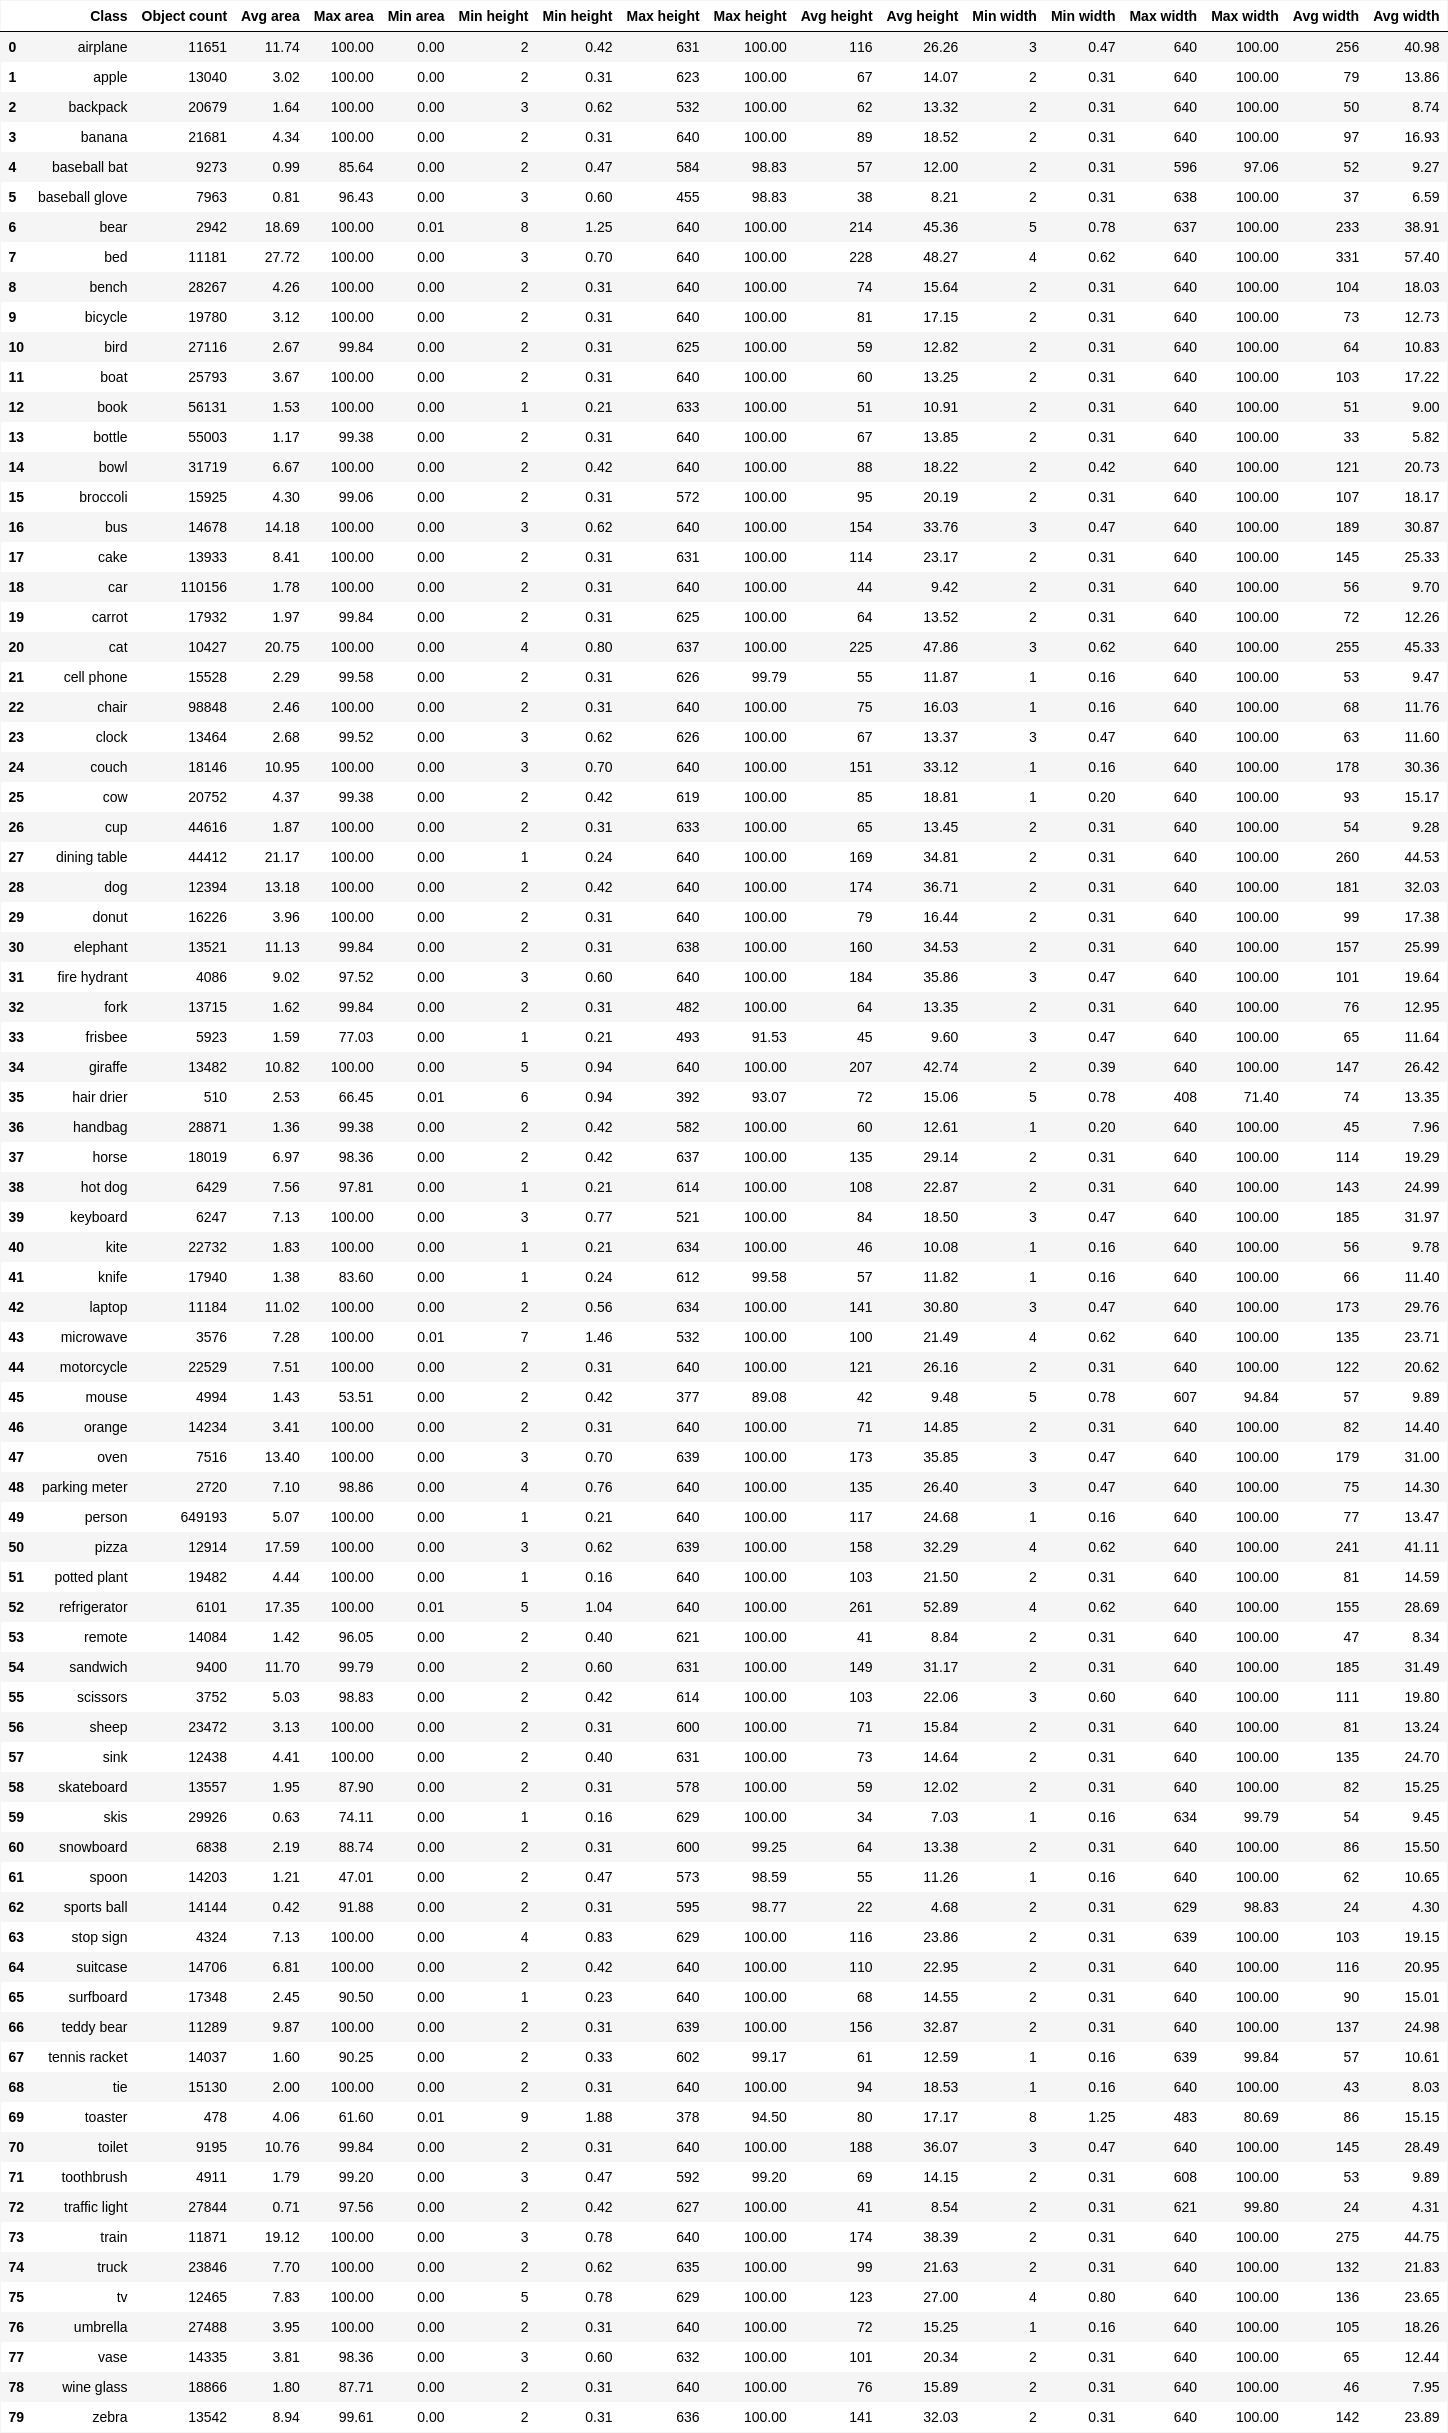 Class Object count Avg area Max area Min area Min height Min height Max height Max height Avg height Avg height Min width Min width Max width Max width Avg width Avg width
0 airplane 11651 11.74 100.00 0.00 2 0.42 631 100.00 116 26.26 3 0.47 640 100.00 256 40.98
1 apple 13040 3.02 100.00 0.00 2 0.31 623 100.00 67 14.07 2 0.31 640 100.00 79 13.86
2 backpack 20679 1.64 100.00 0.00 3 0.62 532 100.00 62 13.32 2 0.31 640 100.00 50 8.74
3 banana 21681 4.34 100.00 0.00 2 0.31 640 100.00 89 18.52 2 0.31 640 100.00 97 16.93
4 baseball bat 9273 0.99 85.64 0.00 2 0.47 584 98.83 57 12.00 2 0.31 596 97.06 52 9.27
5 baseball glove 7963 0.81 96.43 0.00 3 0.60 455 98.83 38 8.21 2 0.31 638 100.00 37 6.59
6 bear 2942 18.69 100.00 0.01 8 1.25 640 100.00 214 45.36 5 0.78 637 100.00 233 38.91
7 bed 11181 27.72 100.00 0.00 3 0.70 640 100.00 228 48.27 4 0.62 640 100.00 331 57.40
8 bench 28267 4.26 100.00 0.00 2 0.31 640 100.00 74 15.64 2 0.31 640 100.00 104 18.03
9 bicycle 19780 3.12 100.00 0.00 2 0.31 640 100.00 81 17.15 2 0.31 640 100.00 73 12.73
10 bird 27116 2.67 99.84 0.00 2 0.31 625 100.00 59 12.82 2 0.31 640 100.00 64 10.83
11 boat 25793 3.67 100.00 0.00 2 0.31 640 100.00 60 13.25 2 0.31 640 100.00 103 17.22
12 book 56131 1.53 100.00 0.00 1 0.21 633 100.00 51 10.91 2 0.31 640 100.00 51 9.00
13 bottle 55003 1.17 99.38 0.00 2 0.31 640 100.00 67 13.85 2 0.31 640 100.00 33 5.82
14 bowl 31719 6.67 100.00 0.00 2 0.42 640 100.00 88 18.22 2 0.42 640 100.00 121 20.73
15 broccoli 15925 4.30 99.06 0.00 2 0.31 572 100.00 95 20.19 2 0.31 640 100.00 107 18.17
16 bus 14678 14.18 100.00 0.00 3 0.62 640 100.00 154 33.76 3 0.47 640 100.00 189 30.87
17 cake 13933 8.41 100.00 0.00 2 0.31 631 100.00 114 23.17 2 0.31 640 100.00 145 25.33
18 car 110156 1.78 100.00 0.00 2 0.31 640 100.00 44 9.42 2 0.31 640 100.00 56 9.70
19 carrot 17932 1.97 99.84 0.00 2 0.31 625 100.00 64 13.52 2 0.31 640 100.00 72 12.26
20 cat 10427 20.75 100.00 0.00 4 0.80 637 100.00 225 47.86 3 0.62 640 100.00 255 45.33
21 cell phone 15528 2.29 99.58 0.00 2 0.31 626 99.79 55 11.87 1 0.16 640 100.00 53 9.47
22 chair 98848 2.46 100.00 0.00 2 0.31 640 100.00 75 16.03 1 0.16 640 100.00 68 11.76
23 clock 13464 2.68 99.52 0.00 3 0.62 626 100.00 67 13.37 3 0.47 640 100.00 63 11.60
24 couch 18146 10.95 100.00 0.00 3 0.70 640 100.00 151 33.12 1 0.16 640 100.00 178 30.36
25 cow 20752 4.37 99.38 0.00 2 0.42 619 100.00 85 18.81 1 0.20 640 100.00 93 15.17
26 cup 44616 1.87 100.00 0.00 2 0.31 633 100.00 65 13.45 2 0.31 640 100.00 54 9.28
27 dining table 44412 21.17 100.00 0.00 1 0.24 640 100.00 169 34.81 2 0.31 640 100.00 260 44.53
28 dog 12394 13.18 100.00 0.00 2 0.42 640 100.00 174 36.71 2 0.31 640 100.00 181 32.03
29 donut 16226 3.96 100.00 0.00 2 0.31 640 100.00 79 16.44 2 0.31 640 100.00 99 17.38
30 elephant 13521 11.13 99.84 0.00 2 0.31 638 100.00 160 34.53 2 0.31 640 100.00 157 25.99
31 fire hydrant 4086 9.02 97.52 0.00 3 0.60 640 100.00 184 35.86 3 0.47 640 100.00 101 19.64
32 fork 13715 1.62 99.84 0.00 2 0.31 482 100.00 64 13.35 2 0.31 640 100.00 76 12.95
33 frisbee 5923 1.59 77.03 0.00 1 0.21 493 91.53 45 9.60 3 0.47 640 100.00 65 11.64
34 giraffe 13482 10.82 100.00 0.00 5 0.94 640 100.00 207 42.74 2 0.39 640 100.00 147 26.42
35 hair drier 510 2.53 66.45 0.01 6 0.94 392 93.07 72 15.06 5 0.78 408 71.40 74 13.35
36 handbag 28871 1.36 99.38 0.00 2 0.42 582 100.00 60 12.61 1 0.20 640 100.00 45 7.96
37 horse 18019 6.97 98.36 0.00 2 0.42 637 100.00 135 29.14 2 0.31 640 100.00 114 19.29
38 hot dog 6429 7.56 97.81 0.00 1 0.21 614 100.00 108 22.87 2 0.31 640 100.00 143 24.99
39 keyboard 6247 7.13 100.00 0.00 3 0.77 521 100.00 84 18.50 3 0.47 640 100.00 185 31.97
40 kite 22732 1.83 100.00 0.00 1 0.21 634 100.00 46 10.08 1 0.16 640 100.00 56 9.78
41 knife 17940 1.38 83.60 0.00 1 0.24 612 99.58 57 11.82 1 0.16 640 100.00 66 11.40
42 laptop 11184 11.02 100.00 0.00 2 0.56 634 100.00 141 30.80 3 0.47 640 100.00 173 29.76
43 microwave 3576 7.28 100.00 0.01 7 1.46 532 100.00 100 21.49 4 0.62 640 100.00 135 23.71
44 motorcycle 22529 7.51 100.00 0.00 2 0.31 640 100.00 121 26.16 2 0.31 640 100.00 122 20.62
45 mouse 4994 1.43 53.51 0.00 2 0.42 377 89.08 42 9.48 5 0.78 607 94.84 57 9.89
46 orange 14234 3.41 100.00 0.00 2 0.31 640 100.00 71 14.85 2 0.31 640 100.00 82 14.40
47 oven 7516 13.40 100.00 0.00 3 0.70 639 100.00 173 35.85 3 0.47 640 100.00 179 31.00
48 parking meter 2720 7.10 98.86 0.00 4 0.76 640 100.00 135 26.40 3 0.47 640 100.00 75 14.30
49 person 649193 5.07 100.00 0.00 1 0.21 640 100.00 117 24.68 1 0.16 640 100.00 77 13.47
50 pizza 12914 17.59 100.00 0.00 3 0.62 639 100.00 158 32.29 4 0.62 640 100.00 241 41.11
51 potted plant 19482 4.44 100.00 0.00 1 0.16 640 100.00 103 21.50 2 0.31 640 100.00 81 14.59
52 refrigerator 6101 17.35 100.00 0.01 5 1.04 640 100.00 261 52.89 4 0.62 640 100.00 155 28.69
53 remote 14084 1.42 96.05 0.00 2 0.40 621 100.00 41 8.84 2 0.31 640 100.00 47 8.34
54 sandwich 9400 11.70 99.79 0.00 2 0.60 631 100.00 149 31.17 2 0.31 640 100.00 185 31.49
55 scissors 3752 5.03 98.83 0.00 2 0.42 614 100.00 103 22.06 3 0.60 640 100.00 111 19.80
56 sheep 23472 3.13 100.00 0.00 2 0.31 600 100.00 71 15.84 2 0.31 640 100.00 81 13.24
57 sink 12438 4.41 100.00 0.00 2 0.40 631 100.00 73 14.64 2 0.31 640 100.00 135 24.70
58 skateboard 13557 1.95 87.90 0.00 2 0.31 578 100.00 59 12.02 2 0.31 640 100.00 82 15.25
59 skis 29926 0.63 74.11 0.00 1 0.16 629 100.00 34 7.03 1 0.16 634 99.79 54 9.45
60 snowboard 6838 2.19 88.74 0.00 2 0.31 600 99.25 64 13.38 2 0.31 640 100.00 86 15.50
61 spoon 14203 1.21 47.01 0.00 2 0.47 573 98.59 55 11.26 1 0.16 640 100.00 62 10.65
62 sports ball 14144 0.42 91.88 0.00 2 0.31 595 98.77 22 4.68 2 0.31 629 98.83 24 4.30
63 stop sign 4324 7.13 100.00 0.00 4 0.83 629 100.00 116 23.86 2 0.31 639 100.00 103 19.15
64 suitcase 14706 6.81 100.00 0.00 2 0.42 640 100.00 110 22.95 2 0.31 640 100.00 116 20.95
65 surfboard 17348 2.45 90.50 0.00 1 0.23 640 100.00 68 14.55 2 0.31 640 100.00 90 15.01
66 teddy bear 11289 9.87 100.00 0.00 2 0.31 639 100.00 156 32.87 2 0.31 640 100.00 137 24.98
67 tennis racket 14037 1.60 90.25 0.00 2 0.33 602 99.17 61 12.59 1 0.16 639 99.84 57 10.61
68 tie 15130 2.00 100.00 0.00 2 0.31 640 100.00 94 18.53 1 0.16 640 100.00 43 8.03
69 toaster 478 4.06 61.60 0.01 9 1.88 378 94.50 80 17.17 8 1.25 483 80.69 86 15.15
70 toilet 9195 10.76 99.84 0.00 2 0.31 640 100.00 188 36.07 3 0.47 640 100.00 145 28.49
71 toothbrush 4911 1.79 99.20 0.00 3 0.47 592 99.20 69 14.15 2 0.31 608 100.00 53 9.89
72 traffic light 27844 0.71 97.56 0.00 2 0.42 627 100.00 41 8.54 2 0.31 621 99.80 24 4.31
73 train 11871 19.12 100.00 0.00 3 0.78 640 100.00 174 38.39 2 0.31 640 100.00 275 44.75
74 truck 23846 7.70 100.00 0.00 2 0.62 635 100.00 99 21.63 2 0.31 640 100.00 132 21.83
75 tv 12465 7.83 100.00 0.00 5 0.78 629 100.00 123 27.00 4 0.80 640 100.00 136 23.65
76 umbrella 27488 3.95 100.00 0.00 2 0.31 640 100.00 72 15.25 1 0.16 640 100.00 105 18.26
77 vase 14335 3.81 98.36 0.00 3 0.60 632 100.00 101 20.34 2 0.31 640 100.00 65 12.44
78 wine glass 18866 1.80 87.71 0.00 2 0.31 640 100.00 76 15.89 2 0.31 640 100.00 46 7.95
79 zebra 13542 8.94 99.61 0.00 2 0.31 636 100.00 141 32.03 2 0.31 640 100.00 142 23.89